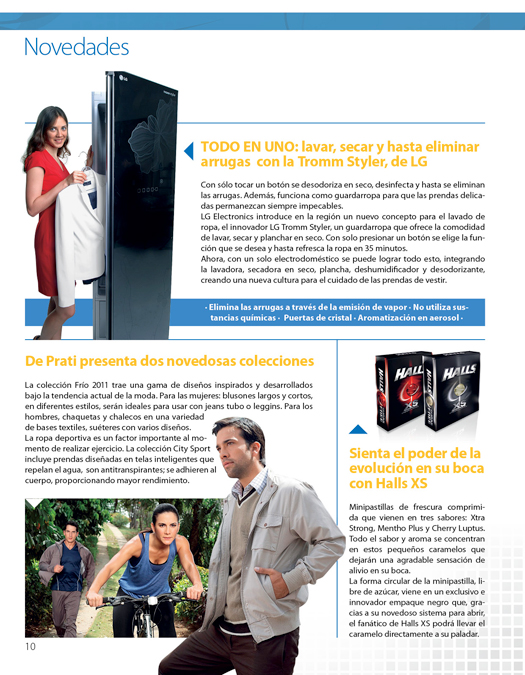 Novedades
LG
TODO EN UNO: lavar, secar y hasta eliminar
arrugas con la Tromm Styler, de LG
Con sólo tocar un botón se desodoriza en seco, desinfecta y hasta se eliminan
las arrugas. Además, funciona como guardarropa para que las prendas delica-
das permanezcan siempre impecables.
LG Electronics introduce en la región un nuevo concepto para el lavado de
ropa, el innovador LG Tromm Styler, un guardarropa que ofrece la comodidad
de lavar, secar y planchar en seco. Con solo presionar un botón se elige la fun-
ción que se desea y hasta refresca la ropa en 35 minutos.
Ahora, con un solo electrodoméstico se puede lograr todo esto, integrando
la lavadora, secadora en seco, plancha, deshumidificador y desodorizante,
creando una nueva cultura para el cuidado de las prendas de vestir.
· Elimina las arrugas a través de la emisión de vapor · No utiliza sus-
tancias químicas · Puertas de cristal · Aromatización en aerosol ·
De Prati presenta dos novedosas colecciones
La colección Frío 2011 trae una gama de diseños inspirados y desarrollados
bajo la tendencia actual de la moda. Para las mujeres: blusones largos y cortos,
en diferentes estilos, serán ideales para usar con jeans tubo o leggins. Para los
hombres, chaquetas y chalecos en una variedad
de bases textiles, suéteres con varios diseños.
La ropa deportiva es un factor importante al mo-
mento de realizar ejercicio. La colección City Sport
incluye prendas diseñadas en telas inteligentes que
repelan el agua, son antitranspirantes; se adhieren al
cuerpo, proporcionando mayor rendimiento.
HALLS
XS
HALLS
XS
Sienta el poder de la
evolución en su boca
con Halls XS
Minipastillas de frescura comprimi-
da que vienen en tres sabores: Xtra
Strong, Mentho Plus y Cherry Luptus.
Todo el sabor y aroma se concentran
en estos pequeños caramelos que
dejarán una agradable sensación de
alivio en su boca.
La forma circular de la minipastilla, li-
bre de azúcar, viene en un exclusivo e
innovador empaque negro que, gra-
cias a su novedoso sistema para abrir,
el fanático de Halls XS podrá llevar el
caramelo directamente a su paladar.
10